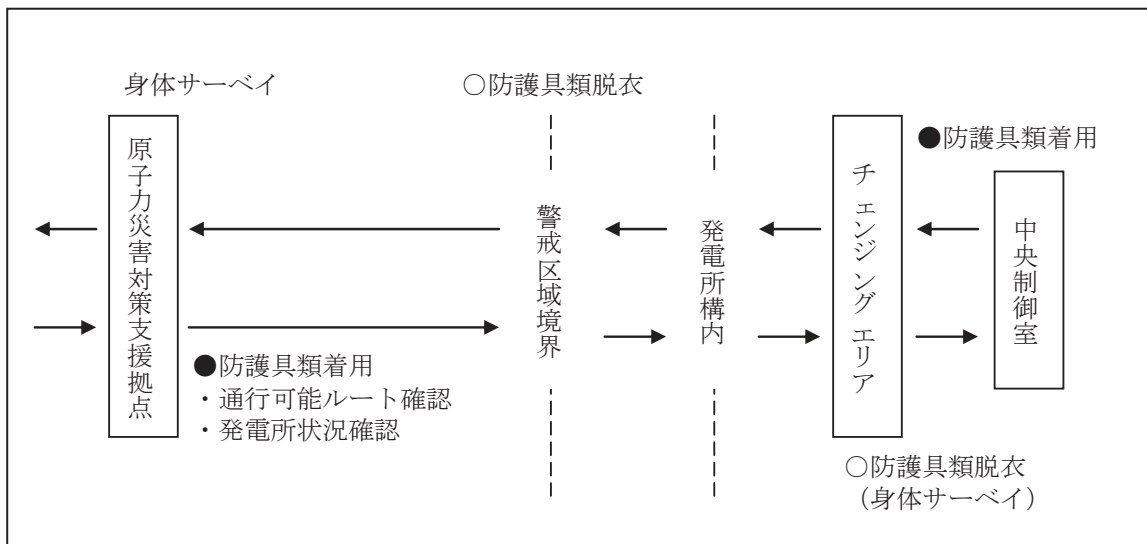 身体サーベイ
○防護具類脱衣
●防護具類着用
原子力災害対策支援拠点
警戒区域境界
発電所構内
チェンジングエリア
中央制御室
●防護具類着用
・通行可能ルート確認
・発電所状況確認
○防護具類脱衣
（身体サーベイ）